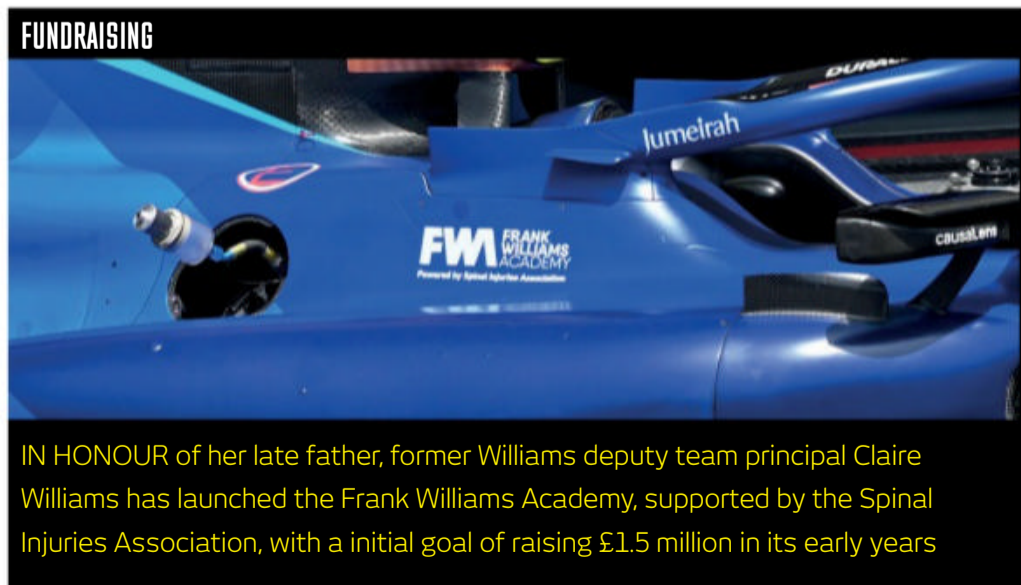 FUNDRAISING
Jumeirah
causaLens
FWA FRANK
WILLIAMS
ACADEMY
Powered by Spinal Injuries Association
IN HONOUR of her late father, former Williams deputy team principal Claire
Williams has launched the Frank Williams Academy, supported by the Spinal
Injuries Association, with a initial goal of raising £1.5 million in its early years